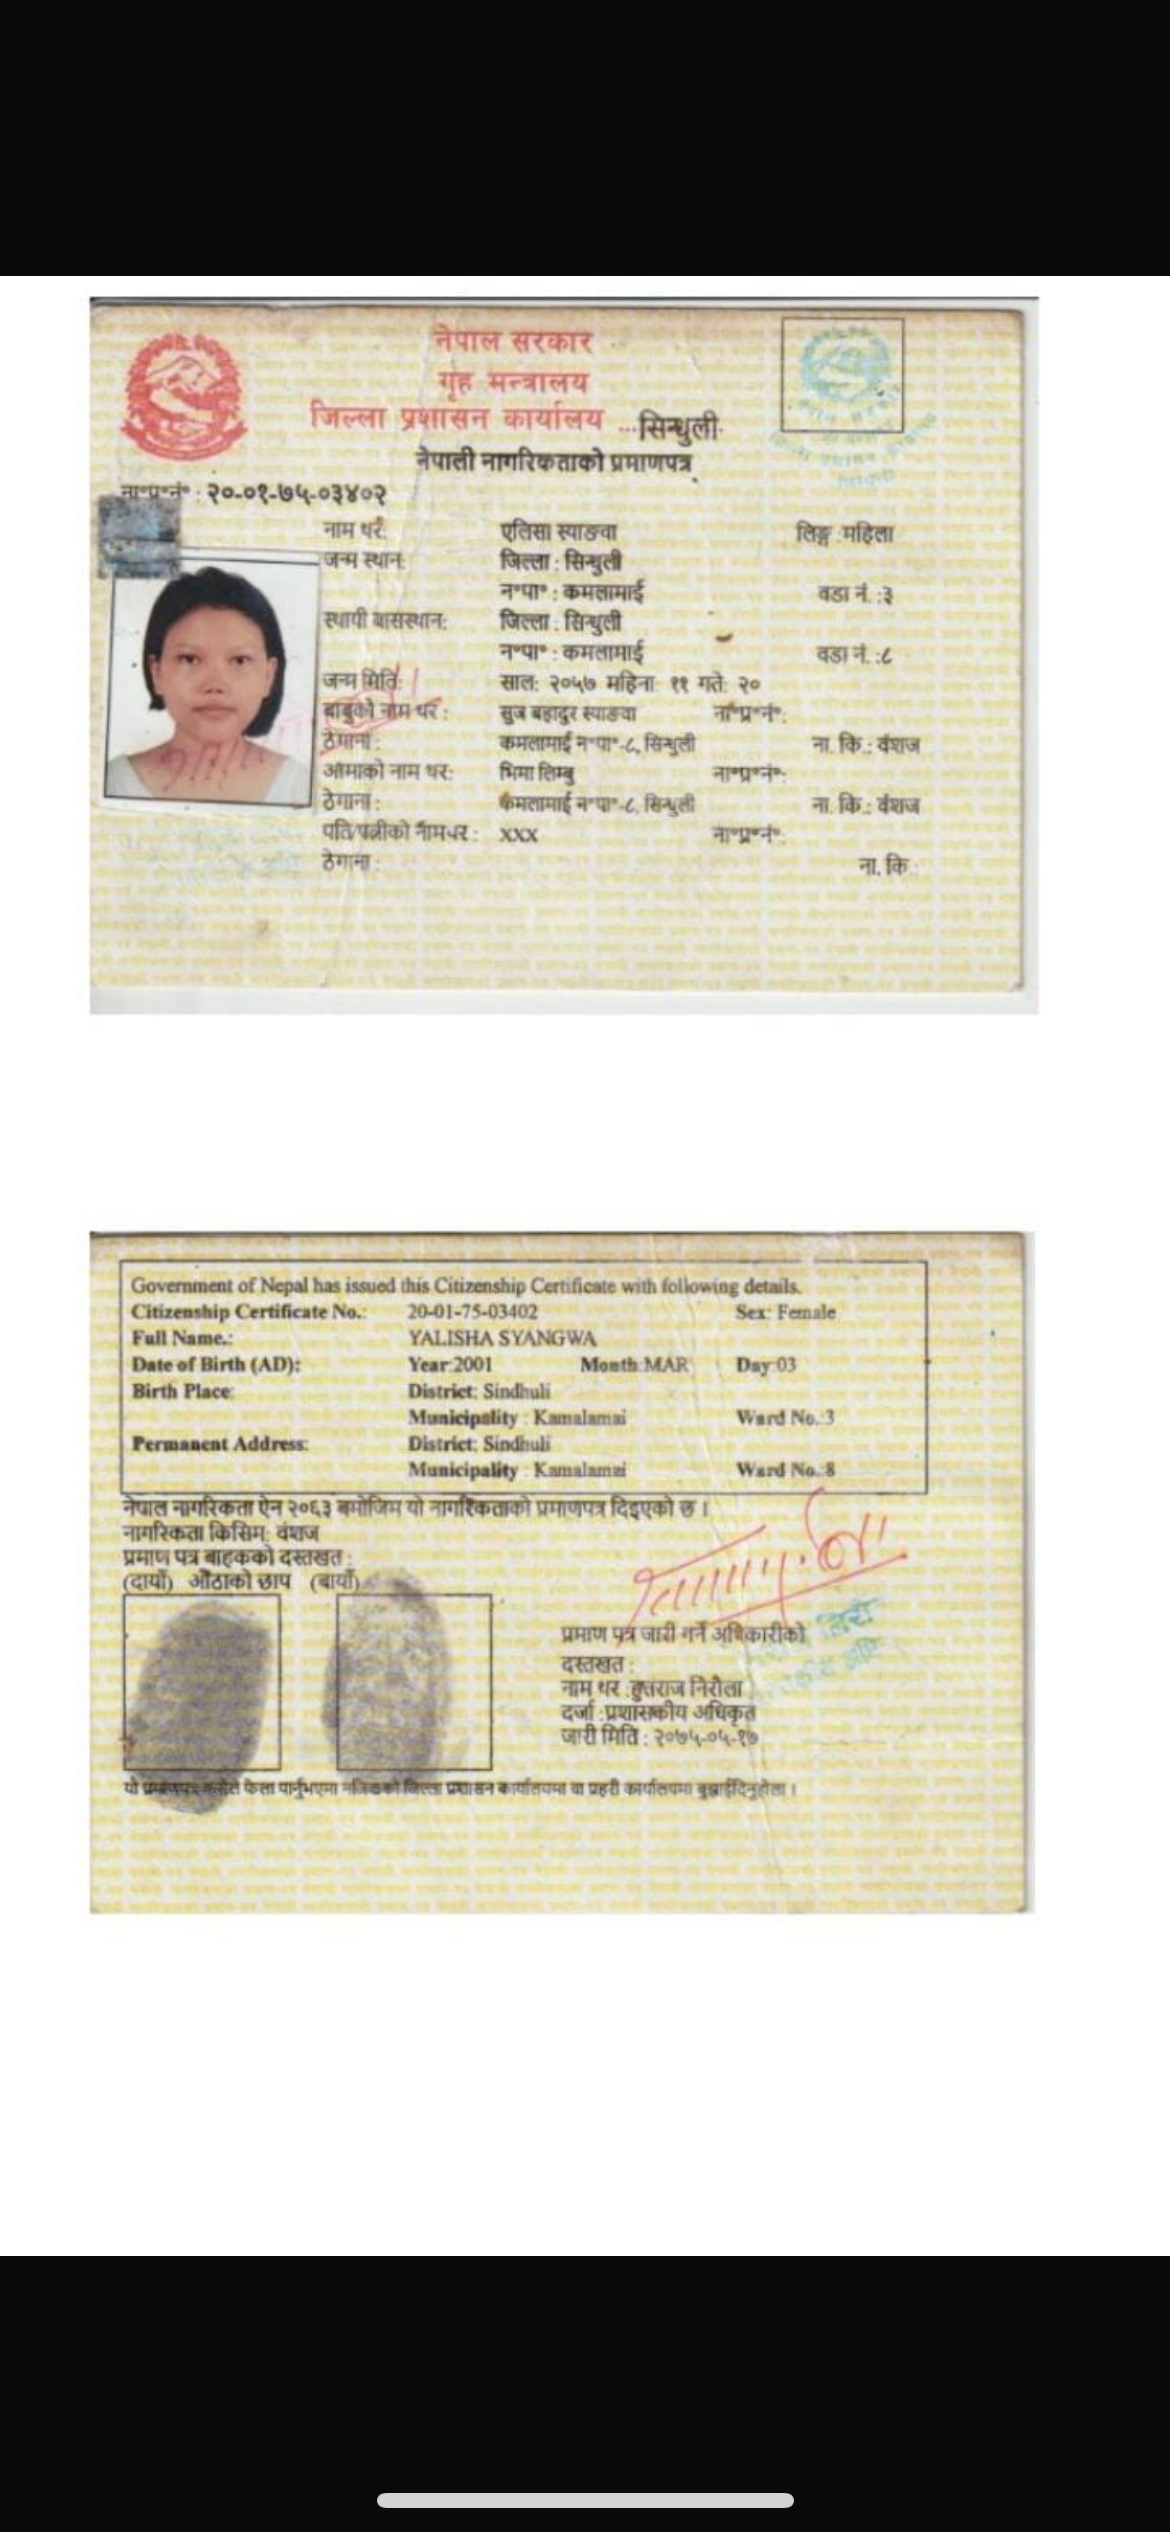 नेपाल सरकार
गृह मन्त्रालय
जिल्ला प्रशासन कार्यालय ...सिन्धुली
नेपाली नागरिकताको प्रमाणपत्र
ना॰प्र॰नं॰ : २०-०१-७५-०३४०२
नाम थर: एलिसा स्याङवा लिङ्ग :महिला
जन्म स्थान: जिल्ला : सिन्धुली
न॰पा॰ : कमलामाई वडा नं. :३
स्थायी बासस्थान: जिल्ला : सिन्धुली
न॰पा॰ : कमलामाई वडा नं. :८
जन्म मिति: साल: २०५७ महिना: ११ गते: २०
बाबुको नाम थर : बहादुर स्याङवा ना॰प्र॰नं॰:
ठेगाना : कमलामाई न॰पा॰-८, सिन्धुली ना. कि.: वंशज
आमाको नाम थर: भिमा लिम्बु ना॰प्र॰नं॰:
ठेगाना : कमलामाई न॰पा॰-८, सिन्धुली ना. कि.: वंशज
पति/पत्नीको नामथर : xxx ना॰प्र॰नं॰:
ठेगाना : ना. कि.:
Government of Nepal has issued this Citizenship Certificate with following details.
Citizenship Certificate No.: 20-01-75-03402 Sex: Female
Full Name.: YALISHA SYANGWA
Date of Birth (AD): Year:2001 Month:MAR Day:03
Birth Place: District: Sindhuli
Municipality : Kamalamai Ward No.:3
Permanent Address: District: Sindhuli
Municipality : Kamalamai Ward No.:8
नेपाल नागरिकता ऐन २०६३ बमोजिम यो नागरिकताको प्रमाणपत्र दिइएको छ ।
नागरिकता किसिम: वंशज
प्रमाण पत्र बाहकको दस्तखत :
(दायाँ) औंठाको छाप (बायाँ)
प्रमाण पत्र जारी गर्ने अधिकारीको
दस्तखत :
नाम थर : निरौला
दर्जा :प्रशासकीय अधिकृत
जारी मिति : २०७५-०५-१७
यो प्रमाणपत्र कसैले फेला पार्नुभएमा नजिकको जिल्ला प्रशासन कार्यालयमा वा प्रहरी कार्यालयमा बुझाईदिनुहोला ।